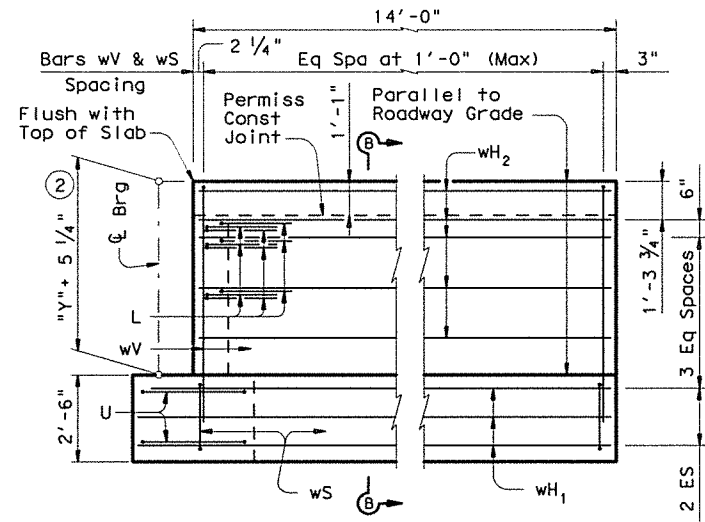 14'-0"
Bars wV & wS
Spacing
2 1/4"
Eq Spa at 1'-0" (Max)
3"
Flush with
Top of Slab
Permiss
Const
Joint
1'-1"
Parallel to
Roadway Grade
B
wH2
2
"Y"+ 5 1/4"
℄ Brg
6"
1'-3 3/4"
3 Eq Spaces
L
wV
2'-6"
U
wS
wH1
B
2 ES